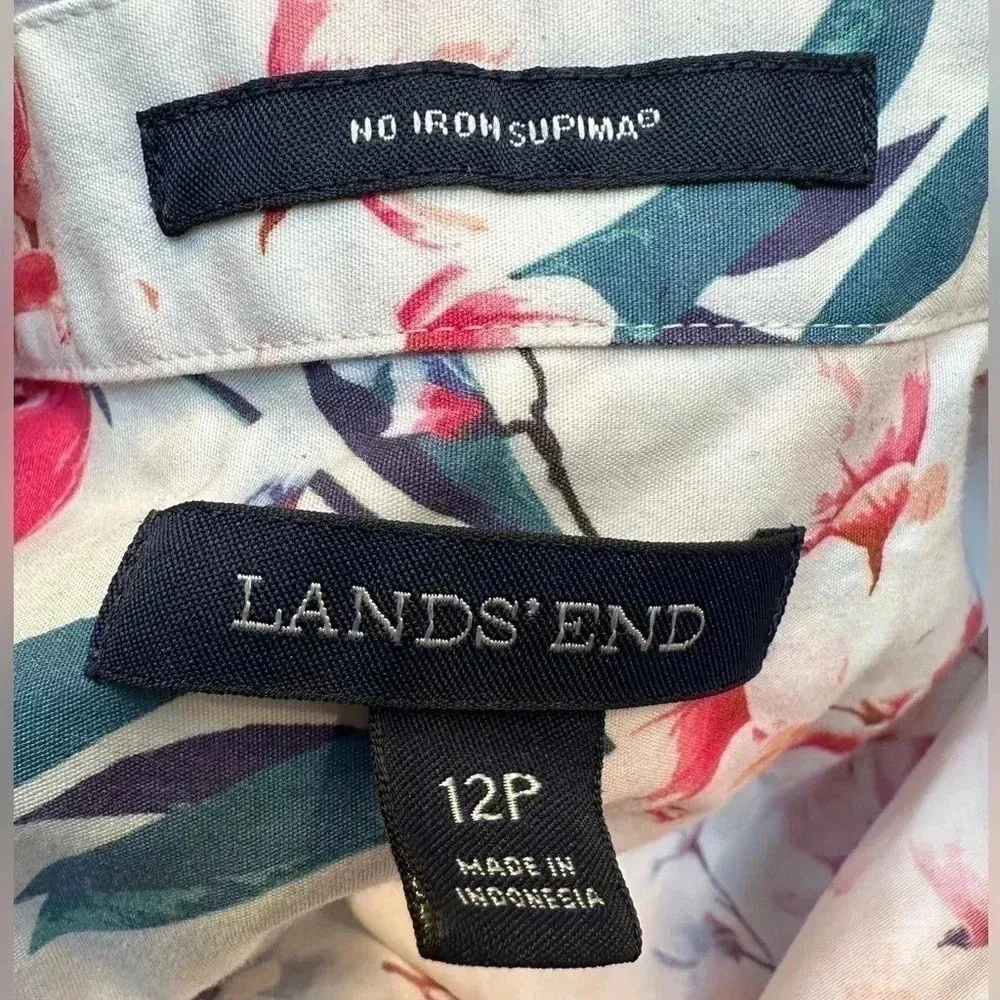 NO IRON SUPIMA®
LANDS' END
12P
MADE IN
INDONESIA